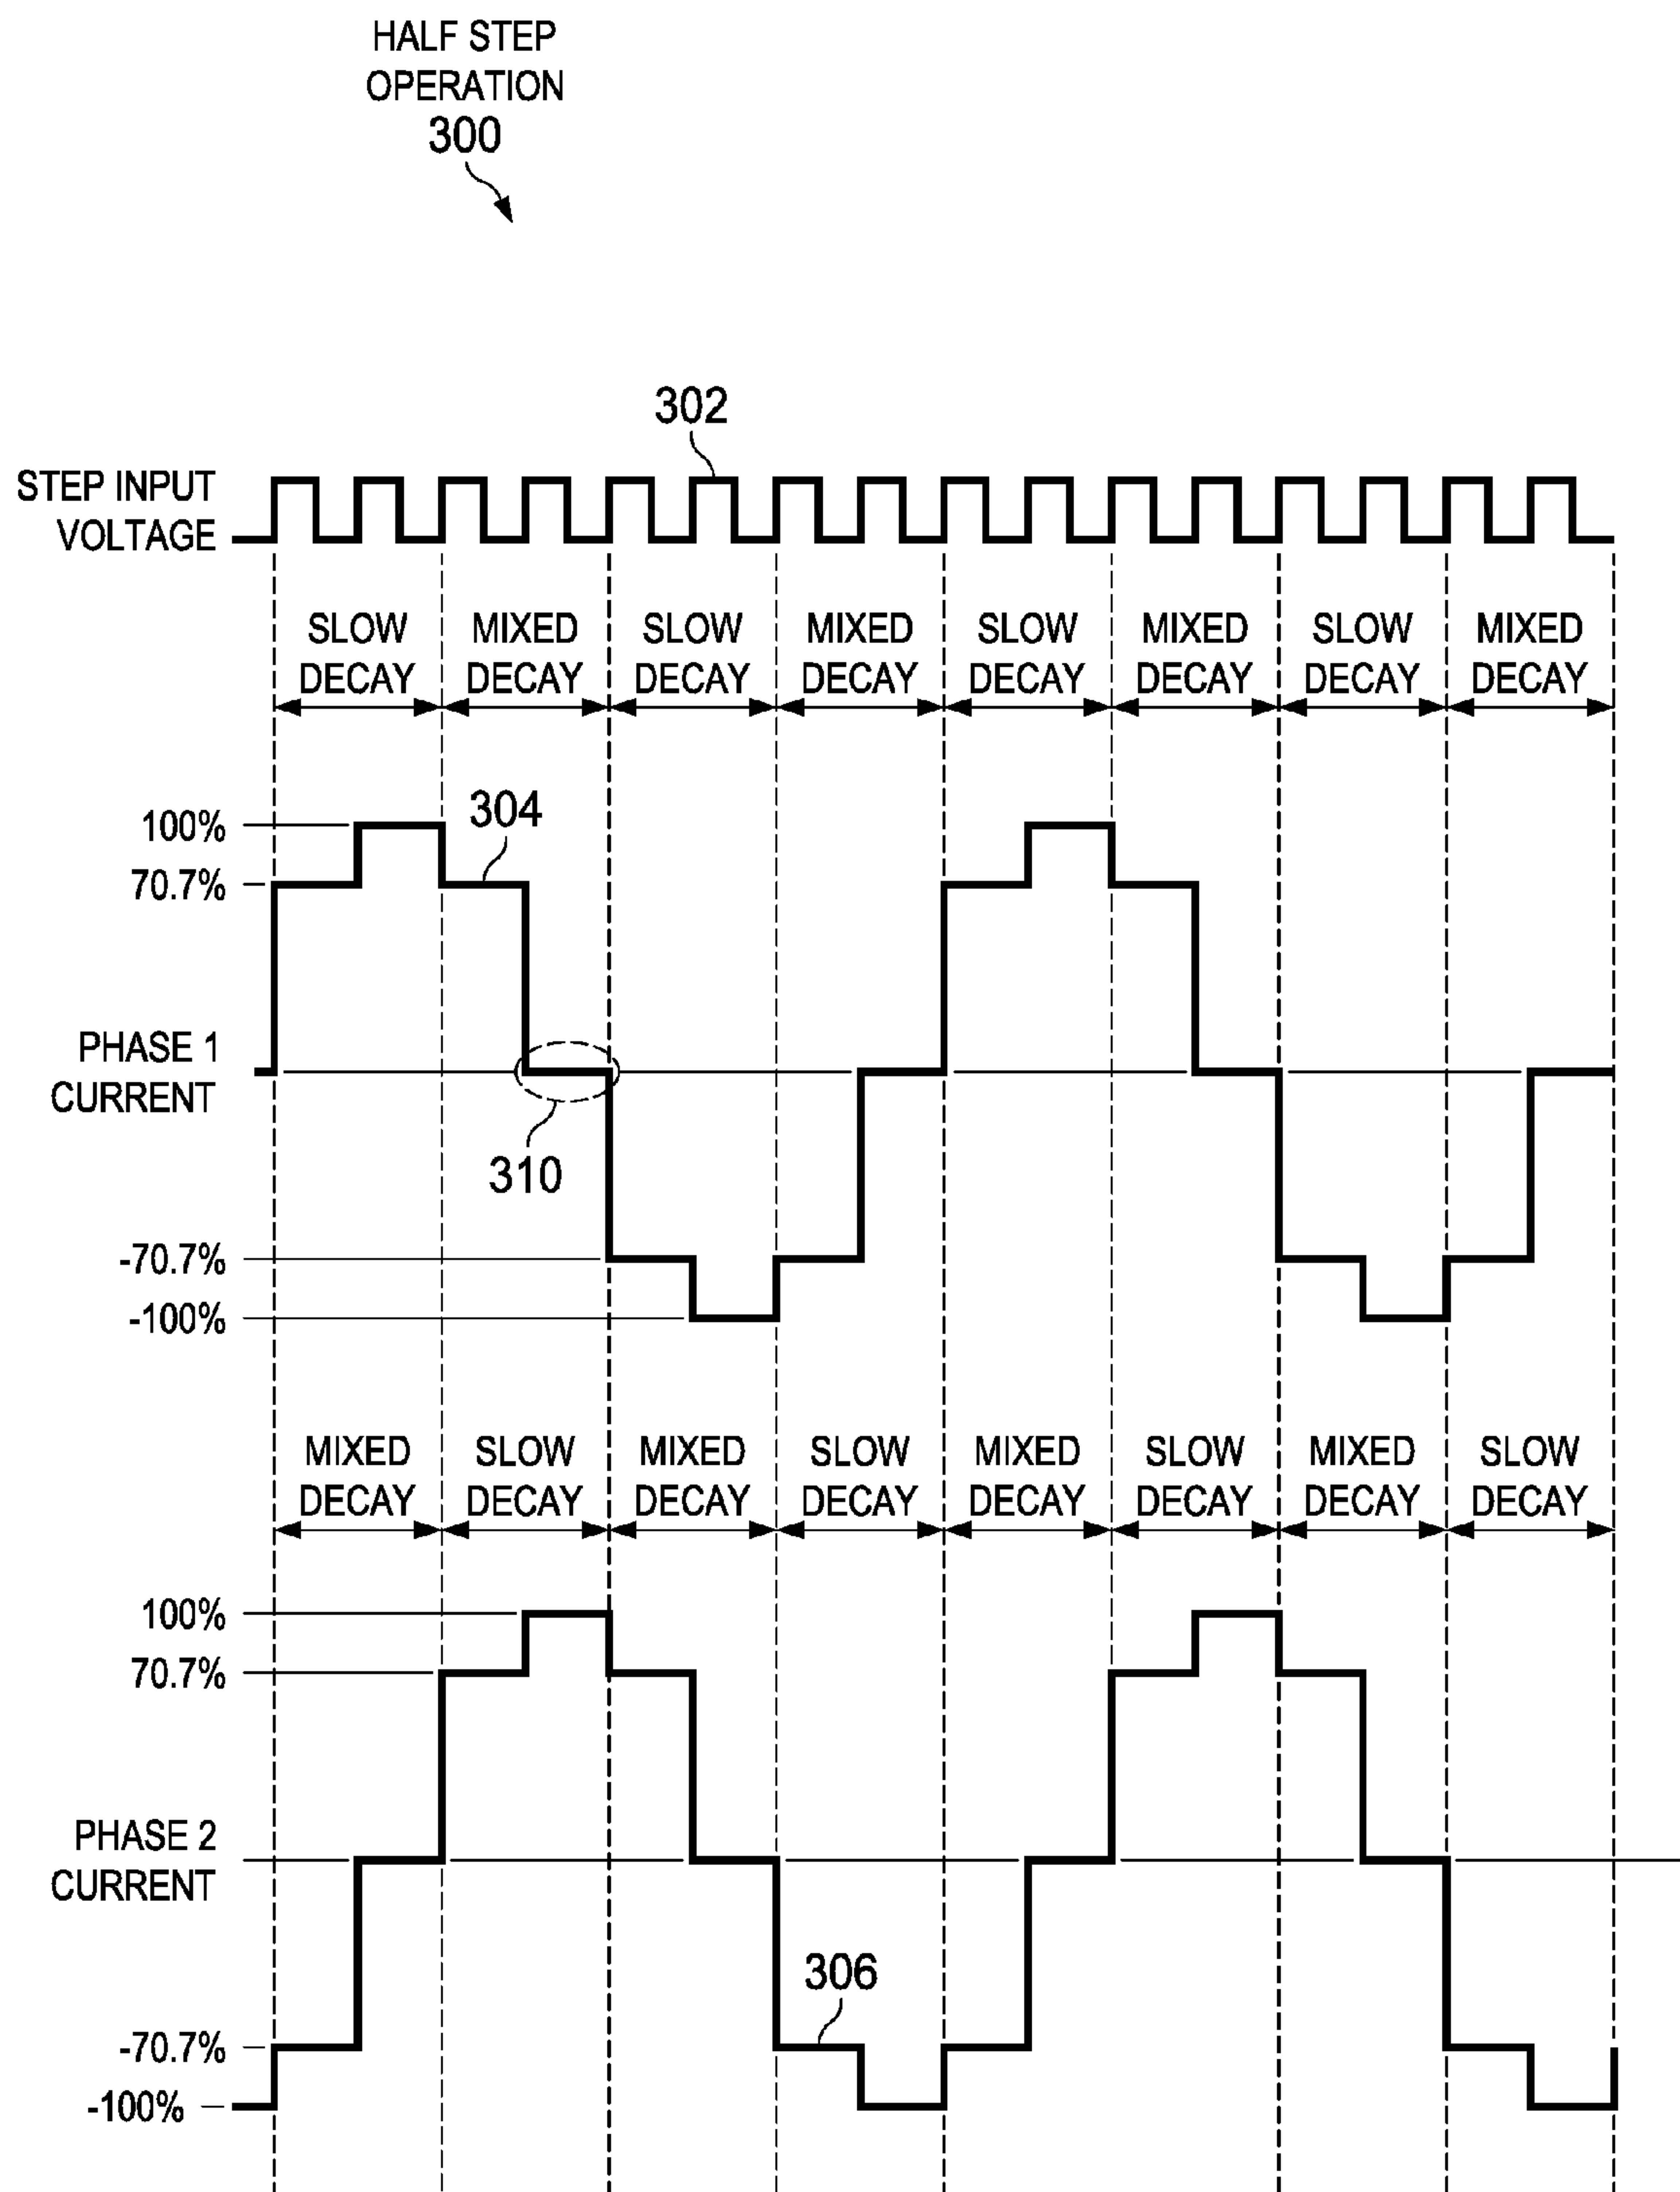 HALF STEP
OPERATION
300
302
STEP INPUT
VOLTAGE
SLOW DECAY
MIXED DECAY
SLOW DECAY
MIXED DECAY
SLOW DECAY
MIXED DECAY
SLOW DECAY
MIXED DECAY
100%
304
70.7%
PHASE 1
CURRENT
310
-70.7%
-100%
MIXED DECAY
SLOW DECAY
MIXED DECAY
SLOW DECAY
MIXED DECAY
SLOW DECAY
MIXED DECAY
SLOW DECAY
100%
70.7%
PHASE 2
CURRENT
306
-70.7%
-100%